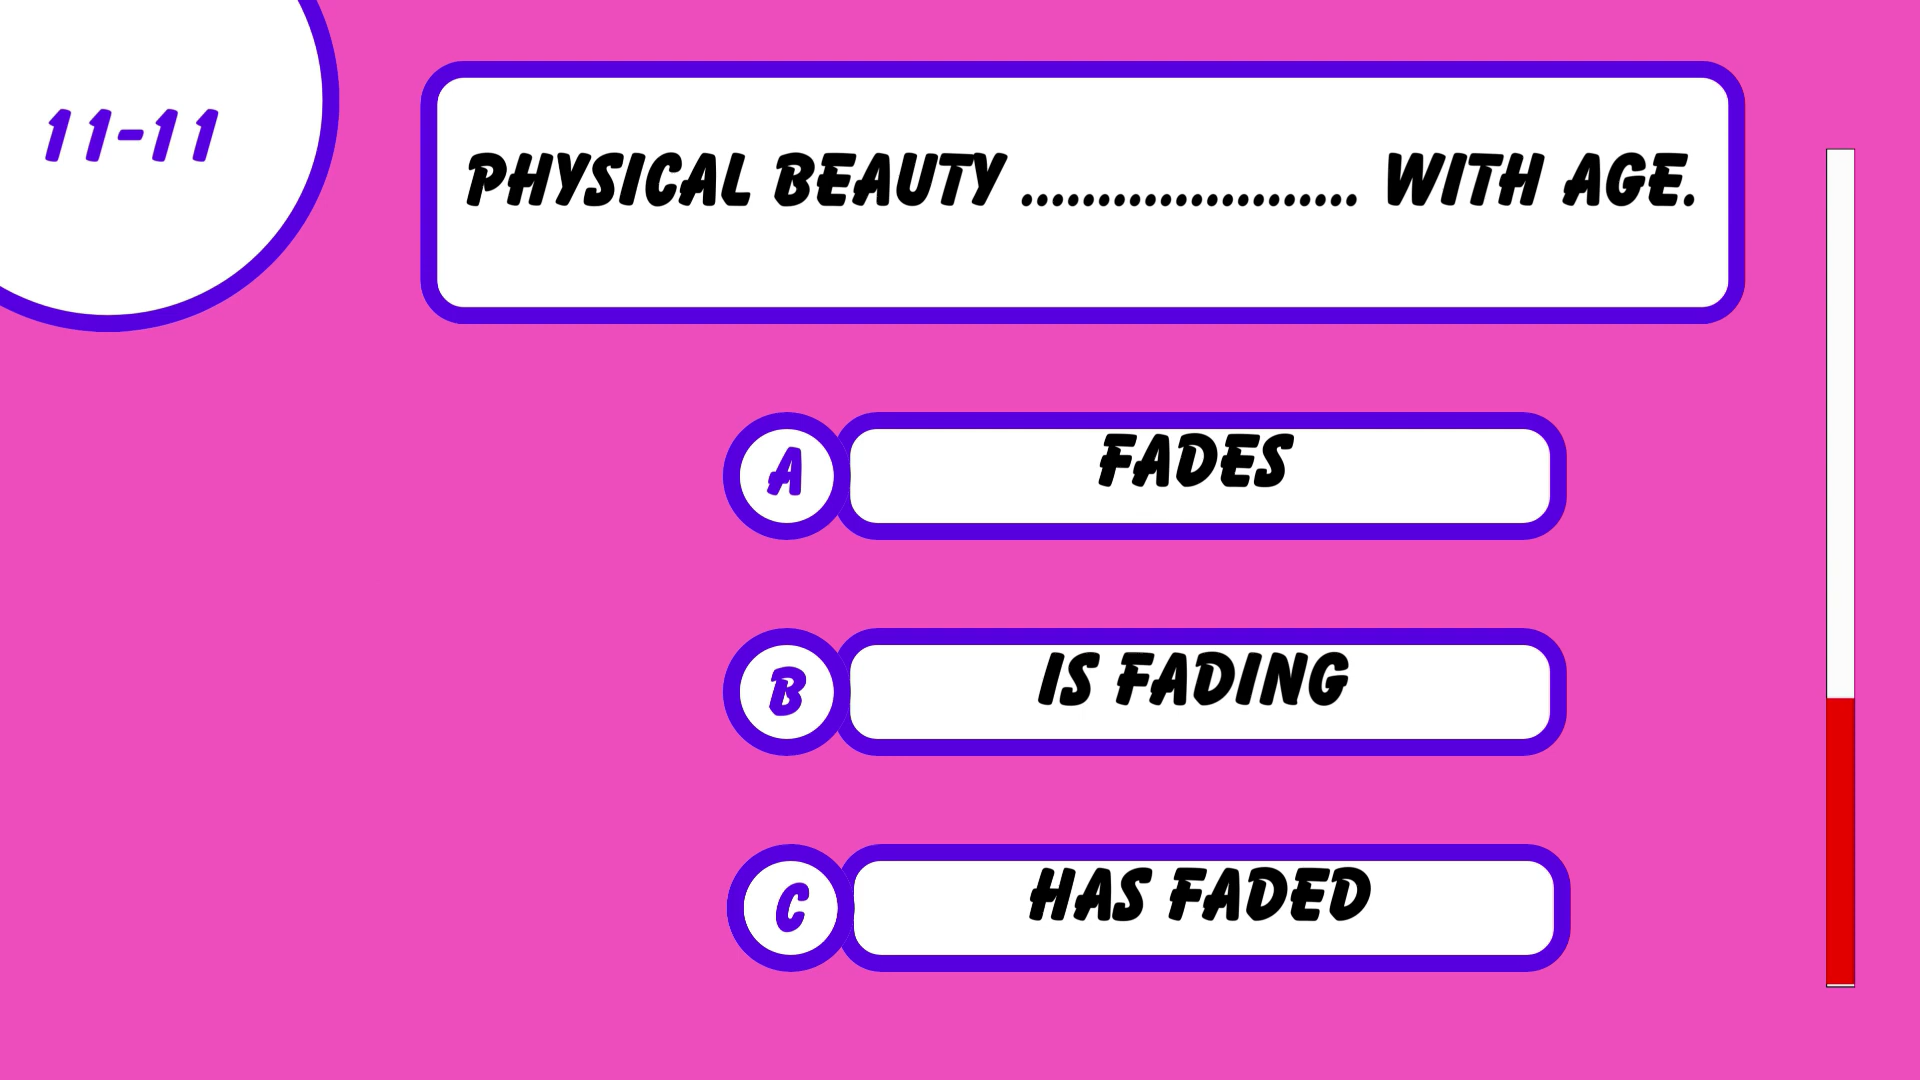 11-11
PHYSICAL BEAUTY ...................... WITH AGE.
A FADES
B IS FADING
C HAS FADED